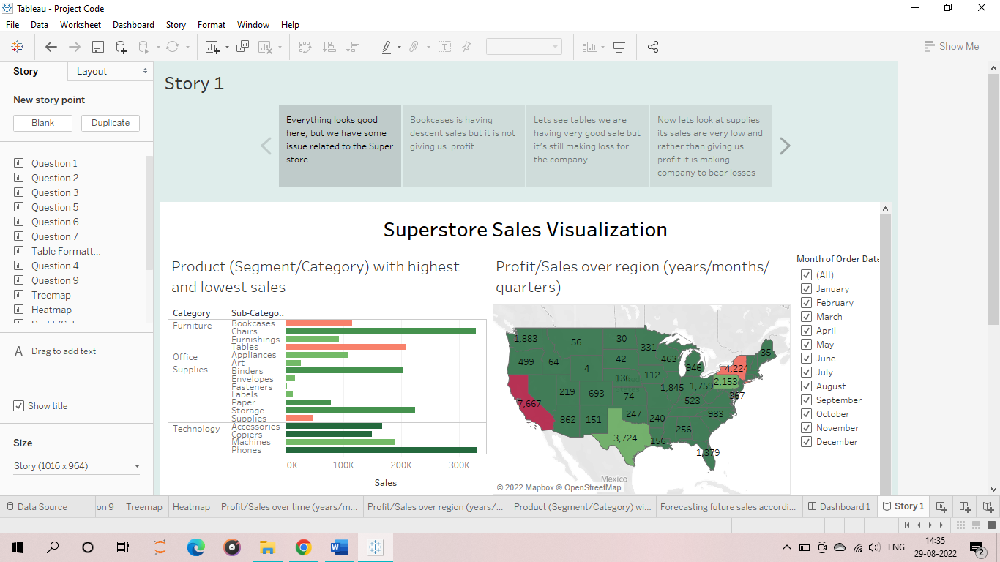 Tableau - Project Code
File Data Worksheet Dashboard Story Format Window Help
Show Me
Story Layout
New story point
Blank Duplicate
Question 1
Question 2
Question 3
Question 5
Question 6
Question 7
Table Formatt...
Question 4
Question 9
Treemap
Heatmap
A Drag to add text
Show title
Size
Story (1016 x 964)
Story 1
Everything looks good
here, but we have some
issue related to the Super
store
Bookcases is having
descent sales but it is not
giving us profit
Lets see tables we are
having very good sale but
it's still making loss for
the company
Now lets look at supplies
its sales are very low and
rather than giving us
profit it is making
company to bear losses
Superstore Sales Visualization
Product (Segment/Category) with highest
and lowest sales
Category Sub-Catego..
Furniture Bookcases
Chairs
Furnishings
Tables
Office Appliances
Supplies Art
Binders
Envelopes
Fasteners
Labels
Paper
Storage
Supplies
Technology Accessories
Copiers
Machines
Phones
0K 100K 200K 300K
Sales
Profit/Sales over region (years/months/
quarters)
1,883 56 30 331 35
499 64 4 42 463 946 4,224
136 112 1,845 1,759 2,153
7,667 219 693 74 523 367
862 151 247 240 983
3,724 156 256
1,379
Mexico
© 2022 Mapbox © OpenStreetMap
Month of Order Date
(All)
January
February
March
April
May
June
July
August
September
October
November
December
Data Source on 9 Treemap Heatmap Profit/Sales over time (years/m... Profit/Sales over region (years/... Product (Segment/Category) wi... Forecasting future sales accordi... Dashboard 1 Story 1
ENG 14:35
29-08-2022 2